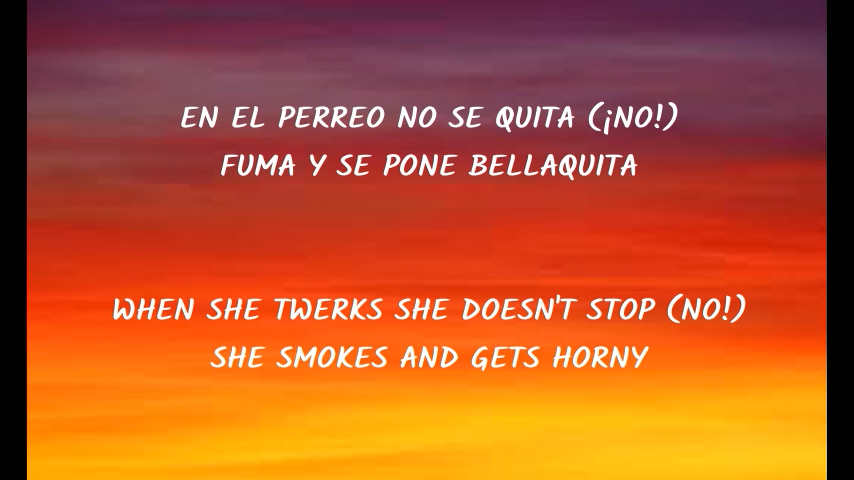 EN EL PERREO NO SE QUITA (¡NO!)
FUMA Y SE PONE BELLAQUITA
WHEN SHE TWERKS SHE DOESN'T STOP (NO!)
SHE SMOKES AND GETS HORNY